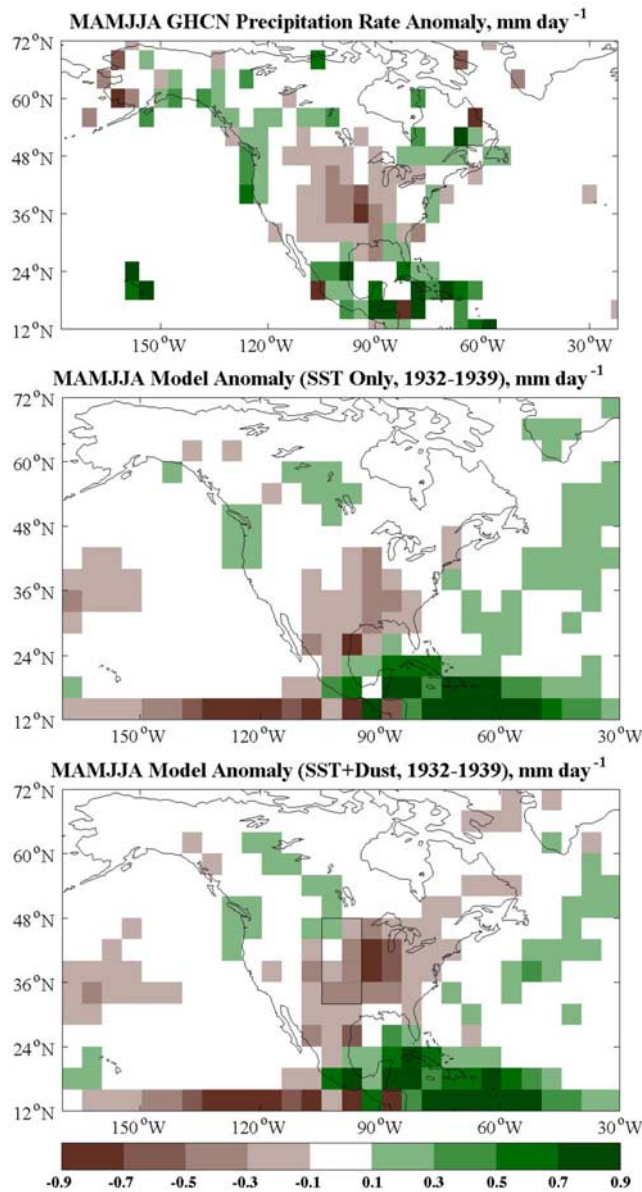 MAMJJA GHCN Precipitation Rate Anomaly, mm day -1
72°N
60°N
48°N
36°N
24°N
12°N
150°W 120°W 90°W 60°W 30°W
MAMJJA Model Anomaly (SST Only, 1932-1939), mm day-1
72°N
60°N
48°N
36°N
24°N
12°N
150°W 120°W 90°W 60°W 30°W
MAMJJA Model Anomaly (SST+Dust, 1932-1939), mm day-1
72°N
60°N
48°N
36°N
24°N
12°N
150°W 120°W 90°W 60°W 30°W
-0.9 -0.7 -0.5 -0.3 -0.1 0.1 0.3 0.5 0.7 0.9